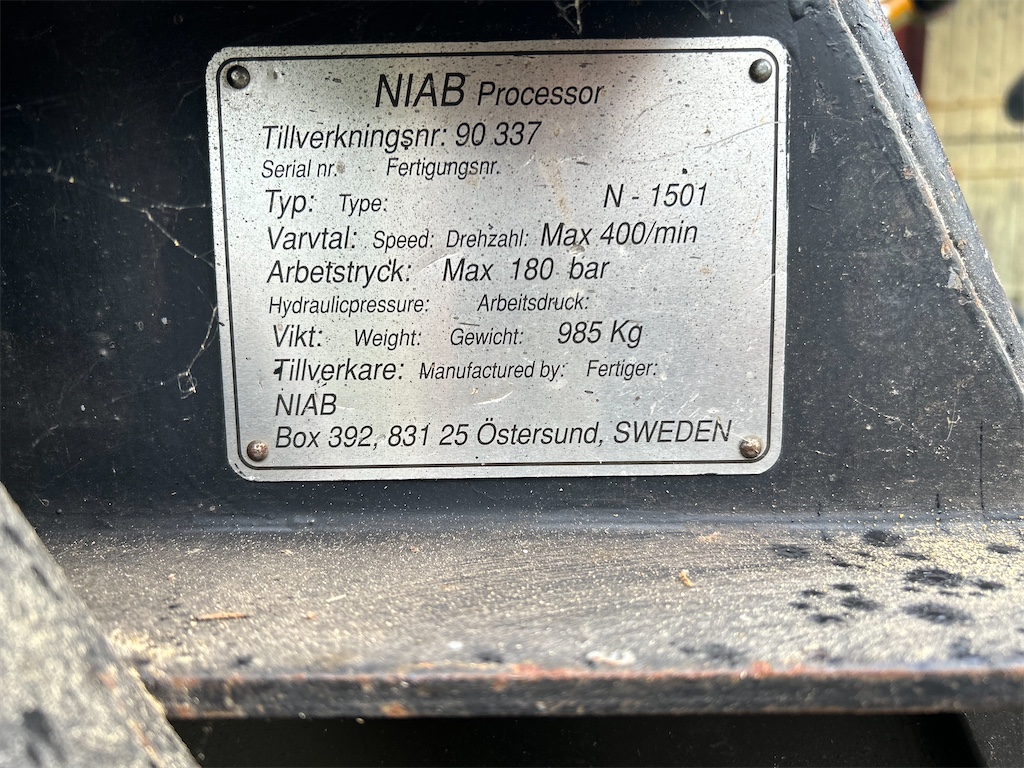 NIAB Processor
Tillverkningsnr: 90 337
Serial nr. Fertigungsnr.
Typ: Type: N - 1501
Varvtal: Speed: Drehzahl: Max 400/min
Arbetstryck: Max 180 bar
Hydraulicpressure: Arbeitsdruck:
Vikt: Weight: Gewicht: 985 Kg
Tillverkare: Manufactured by: Fertiger:
NIAB
Box 392, 831 25 Östersund, SWEDEN